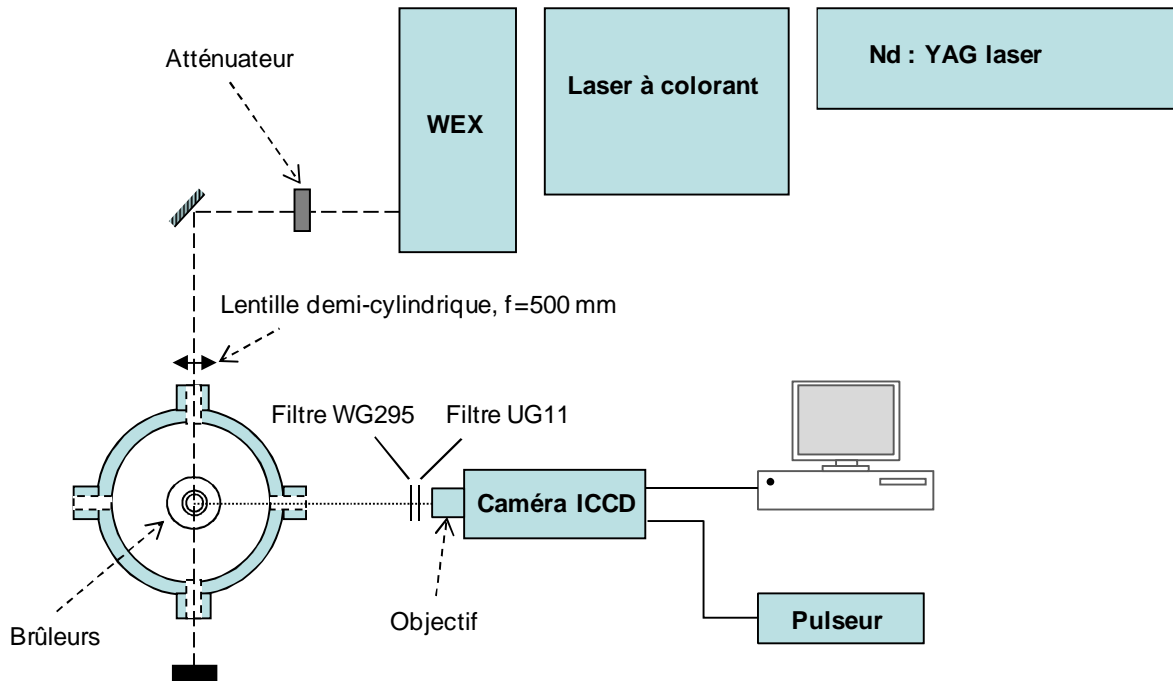 Nd : YAG laser
Atténuateur
Laser à colorant
WEX
Lentille demi-cylindrique, f=500 mm
Filtre WG295
Filtre UG11
Caméra ICCD
Objectif
Pulseur
Brûleurs